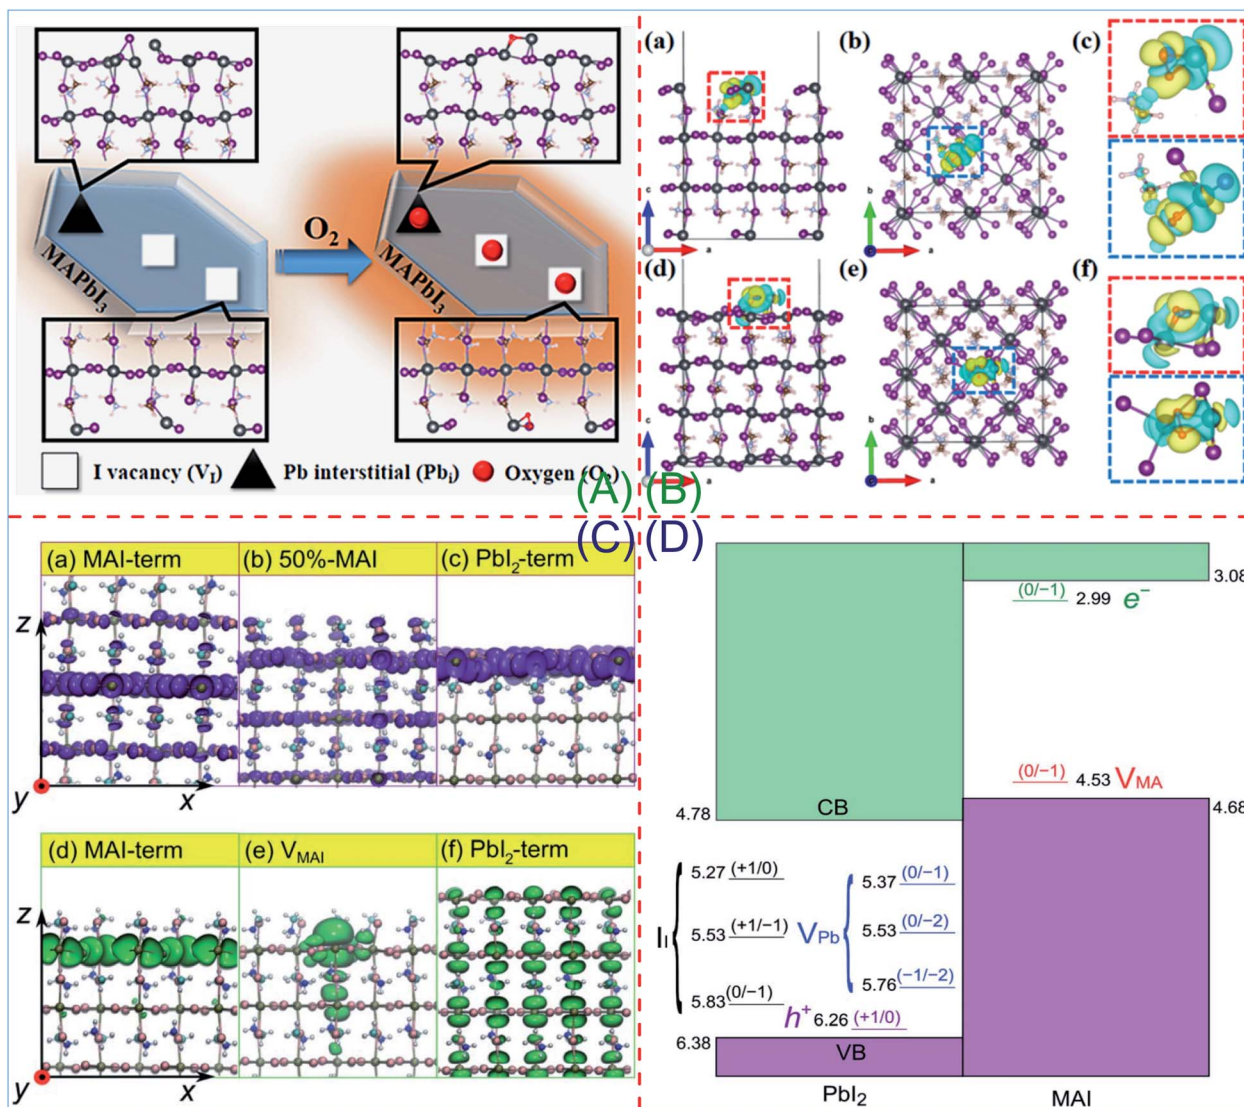 O2
MAPbI3
MAPbI3
I vacancy (VI)
Pb interstitial (Pbi)
Oxygen (O2)
(A)
(a)
(b)
(c)
c
a
b
a
(d)
(e)
(f)
c
a
b
a
(B)
(C)
(a) MAI-term
(b) 50%-MAI
(c) PbI2-term
z
y
x
(d) MAI-term
(e) VMAI
(f) PbI2-term
z
y
x
(D)
3.08
(0/−1) 2.99 e−
(0/−1) 4.53 VMA
4.78
CB
4.68
II
5.27 (+1/0)
5.53 (+1/−1)
5.83 (0/−1)
VPb
5.37 (0/−1)
5.53 (0/−2)
5.76 (−1/−2)
h+ 6.26 (+1/0)
6.38
VB
PbI2
MAI